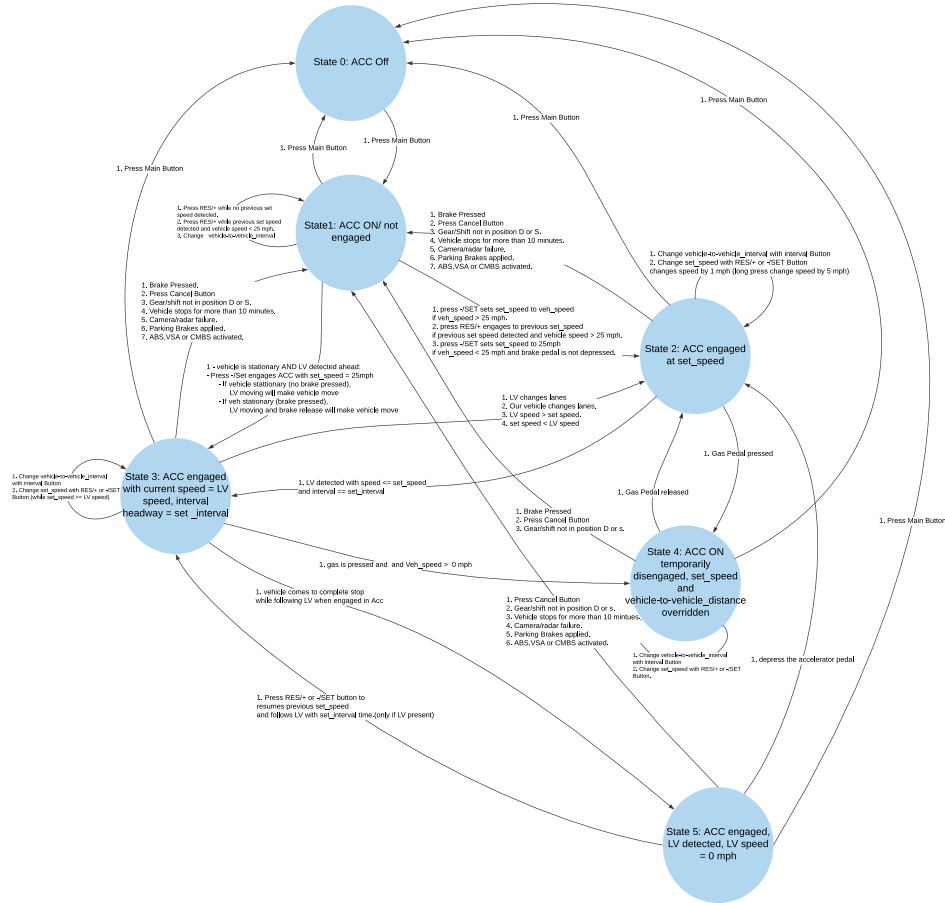 State 0: ACC Off
1. Press Main Button
1. Press Main Button
1. Press Main Button
1. Press Main Button
1. Press Main Button
1. Press RES/+ while no previous set
speed detected.
2. Press RES/+ while previous set speed
detected and vehicle speed < 25 mph.
3. Change vehicle-to-vehicle_interval
State1: ACC ON/ not
engaged
1. Brake Pressed
2. Press Cancel Button
3. Gear/Shift not in position D or S.
4. Vehicle stops for more than 10 minutes.
5. Camera/radar failure.
6. Parking Brakes applied.
7. ABS,VSA or CMBS activated.
1. Change vehicle-to-vehicle_interval with interval Button
2. Change set_speed with RES/+ or -/SET Button
changes speed by 1 mph (long press change speed by 5 mph)
1. Brake Pressed.
2. Press Cancel Button
3. Gear/shift not in position D or S.
4. Vehicle stops for more than 10 minutes.
5. Camera/radar failure.
6. Parking Brakes applied.
7. ABS,VSA or CMBS activated.
1. press -/SET sets set_speed to veh_speed
if veh_speed > 25 mph.
2. press RES/+ engages to previous set_speed
if previous set speed detected and vehicle speed > 25 mph.
3. press -/SET sets set_speed to 25mph
if veh_speed < 25 mph and brake pedal is not depressed.
State 2: ACC engaged
at set_speed
1 - vehicle is stationary AND LV detected ahead:
- Press -/Set engages ACC with set_speed = 25mph
- If vehicle stationary (no brake pressed),
LV moving will make vehicle move
- If veh stationary (brake pressed),
LV moving and brake release will make vehicle move
1. LV changes lanes
2. Our vehicle changes lanes.
3. LV speed > set speed.
4. set speed < LV speed
1. Gas Pedal pressed
1. Change vehicle-to-vehicle_interval
with interval Button
2. Change set_speed with RES/+ or -/SET
Button (while set_speed >= LV speed)
State 3: ACC engaged
with current speed = LV
speed, interval
headway = set _interval
1. LV detected with speed <= set_speed
and interval == set_interval
1. Gas Pedal released
1. Brake Pressed
2. Press Cancel Button
3. Gear/shift not in position D or s.
1. Press Main Button
State 4: ACC ON
temporarily
disengaged, set_speed
and
vehicle-to-vehicle_distance
overridden
1. gas is pressed and and Veh_speed > 0 mph
1. vehicle comes to complete stop
while following LV when engaged in Acc
1. Press Cancel Button
2. Gear/shift not in position D or s.
3. Vehicle stops for more than 10 mintues.
4. Camera/radar failure.
5. Parking Brakes applied.
6. ABS,VSA or CMBS activated.
1. Change vehicle-to-vehicle_interval
with interval Button
2. Change set_speed with RES/+ or -/SET
Button.
1. depress the accelerator pedal
1. Press RES/+ or -/SET button to
resumes previous set_speed
and follows LV with set_interval time.(only if LV present)
State 5: ACC engaged,
LV detected, LV speed
= 0 mph